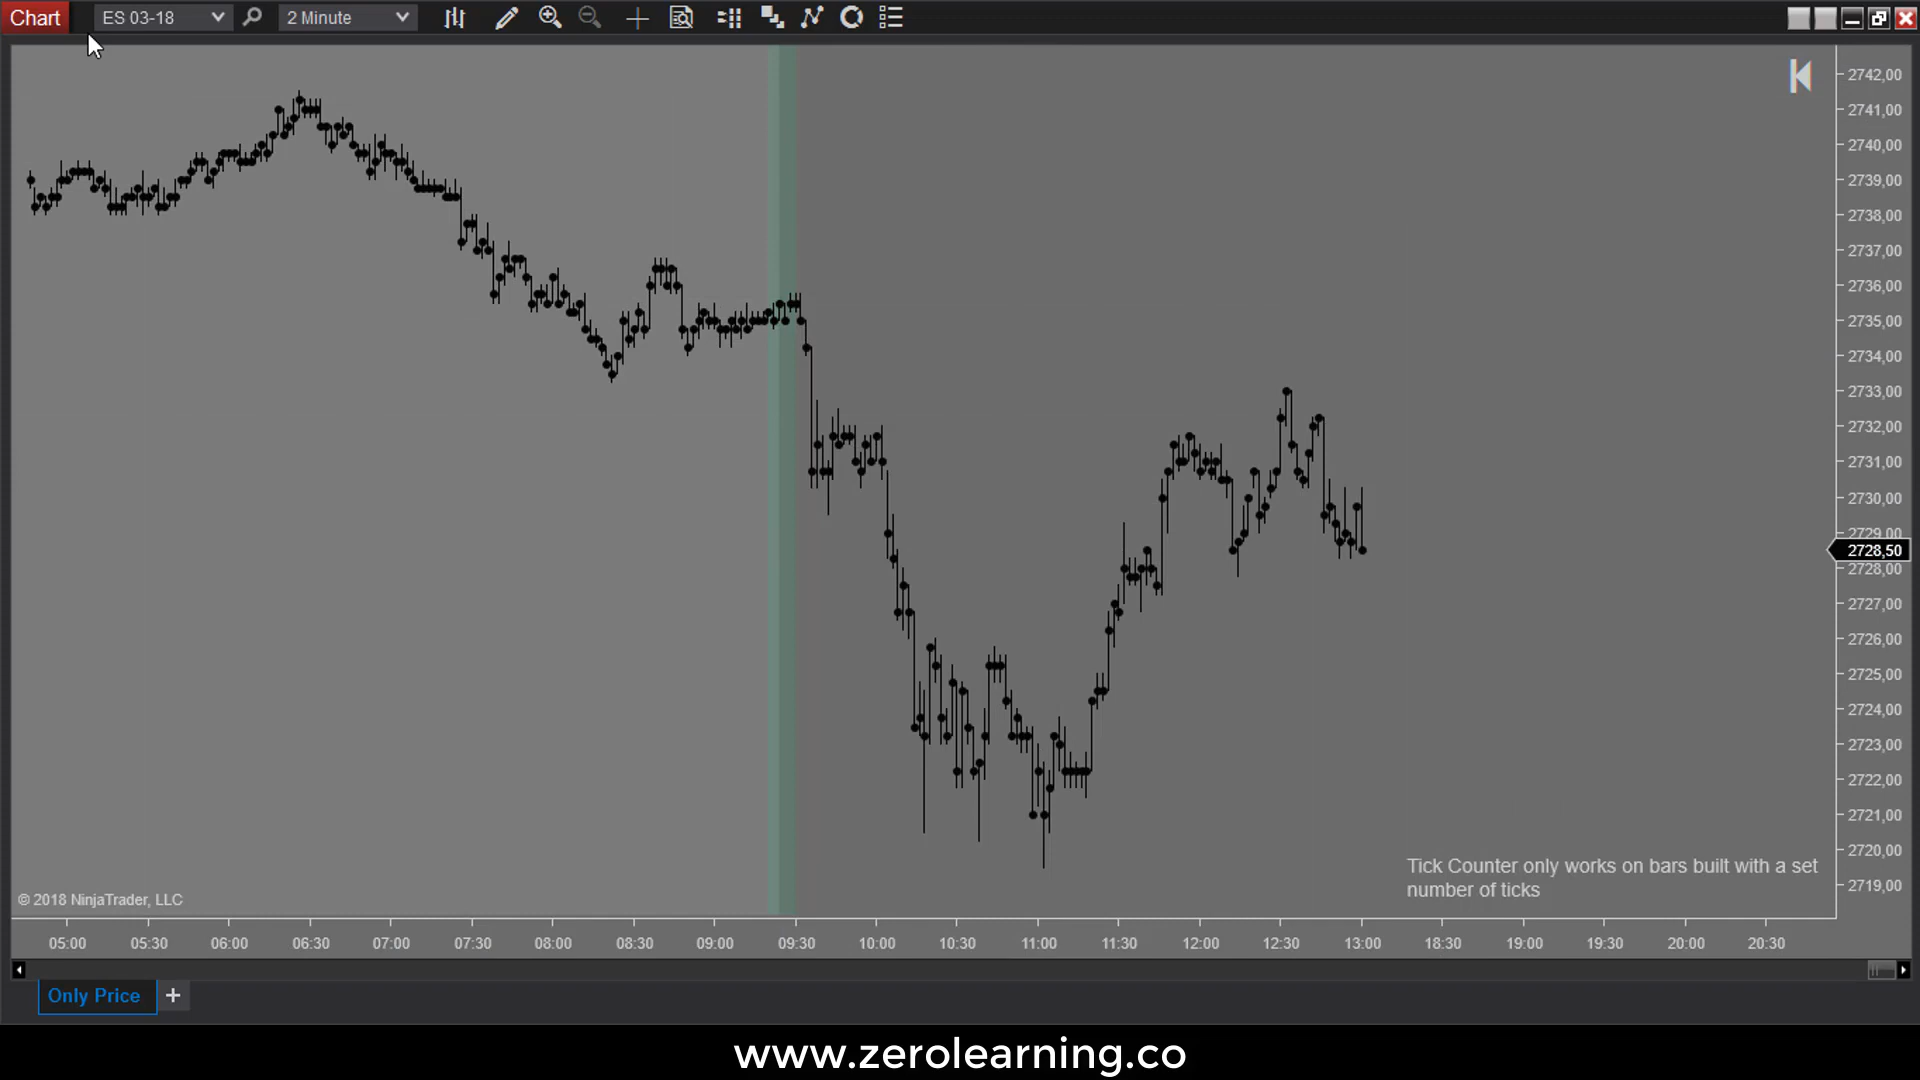 Chart
ES 03-18
2 Minute
2742,00
2741,00
2740,00
2739,00
2738,00
2737,00
2736,00
2735,00
2734,00
2733,00
2732,00
2731,00
2730,00
2729,00
2728,50
2728,00
2727,00
2726,00
2725,00
2724,00
2723,00
2722,00
2721,00
2720,00
2719,00
Tick Counter only works on bars built with a set
number of ticks
© 2018 NinjaTrader, LLC
05:00 05:30 06:00 06:30 07:00 07:30 08:00 08:30 09:00 09:30 10:00 10:30 11:00 11:30 12:00 12:30 13:00 18:30 19:00 19:30 20:00 20:30
Only Price +
www.zerolearning.co